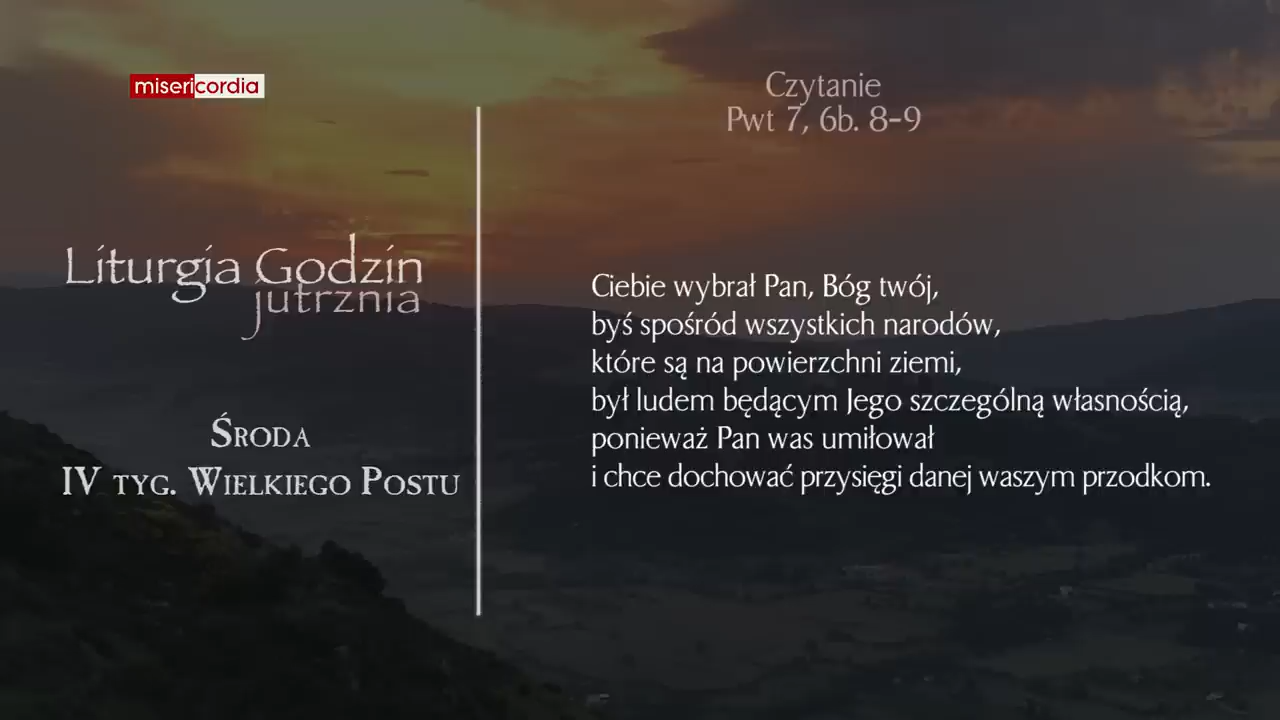 misericordia
Czytanie
Pwt 7, 6b. 8-9
Liturgia Godzin
jutrznia
Środa
IV tyg. Wielkiego Postu
Ciebie wybrał Pan, Bóg twój,
byś spośród wszystkich narodów,
które są na powierzchni ziemi,
był ludem będącym Jego szczególną własnością,
ponieważ Pan was umiłował
i chce dochować przysięgi danej waszym przodkom.